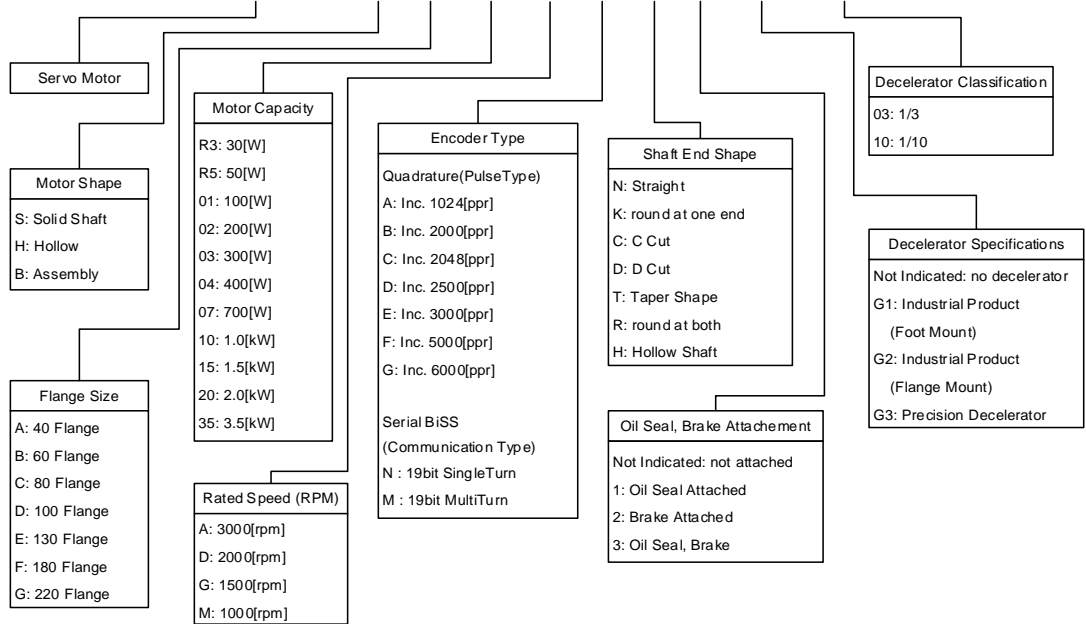 Servo Motor
Motor Shape
S: Solid Shaft
H: Hollow
B: Assembly
Flange Size
A: 40 Flange
B: 60 Flange
C: 80 Flange
D: 100 Flange
E: 130 Flange
F: 180 Flange
G: 220 Flange
Motor Capacity
R3: 30[W]
R5: 50[W]
01: 100[W]
02: 200[W]
03: 300[W]
04: 400[W]
07: 700[W]
10: 1.0[kW]
15: 1.5[kW]
20: 2.0[kW]
35: 3.5[kW]
Rated Speed (RPM)
A: 3000[rpm]
D: 2000[rpm]
G: 1500[rpm]
M: 1000[rpm]
Encoder Type
Quadrature(PulseType)
A: Inc. 1024[ppr]
B: Inc. 2000[ppr]
C: Inc. 2048[ppr]
D: Inc. 2500[ppr]
E: Inc. 3000[ppr]
F: Inc. 5000[ppr]
G: Inc. 6000[ppr]
Serial BiSS
(Communication Type)
N : 19bit SingleTurn
M : 19bit MultiTurn
Shaft End Shape
N: Straight
K: round at one end
C: C Cut
D: D Cut
T: Taper Shape
R: round at both
H: Hollow Shaft
Oil Seal, Brake Attachement
Not Indicated: not attached
1: Oil Seal Attached
2: Brake Attached
3: Oil Seal, Brake
Decelerator Classification
03: 1/3
10: 1/10
Decelerator Specifications
Not Indicated: no decelerator
G1: Industrial Product
(Foot Mount)
G2: Industrial Product
(Flange Mount)
G3: Precision Decelerator